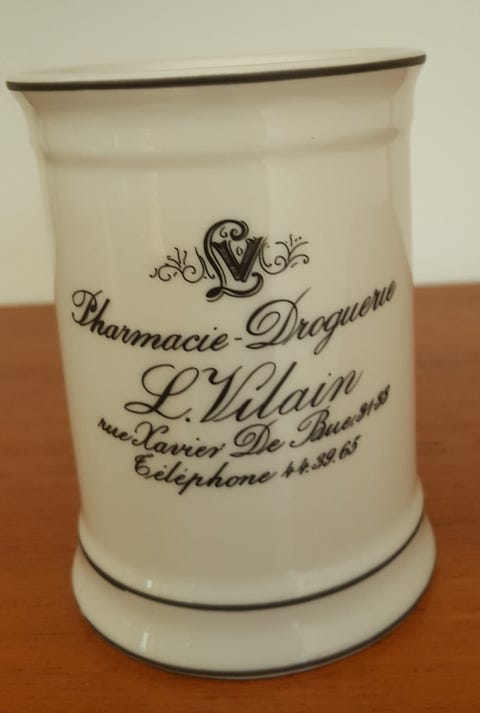 LV
Pharmacie-Droguerie
L. Vilain
rue Xavier De Bue 31-33
Téléphone 44.39.65